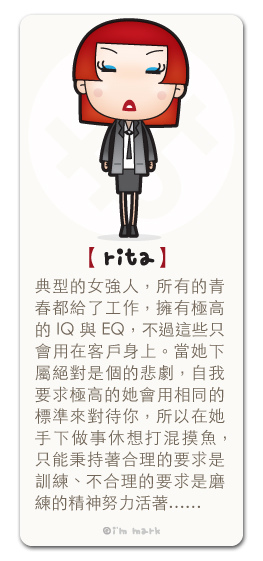 【rita】
典型的女強人，所有的青
春都給了工作，擁有極高
的 IQ 與 EQ，不過這些只
會用在客戶身上。當她下
屬絕對是個的悲劇，自我
要求極高的她會用相同的
標準來對待你，所以在她
手下做事休想打混摸魚，
只能秉持著合理的要求是
訓練、不合理的要求是磨
練的精神努力活著......
©i'm mark